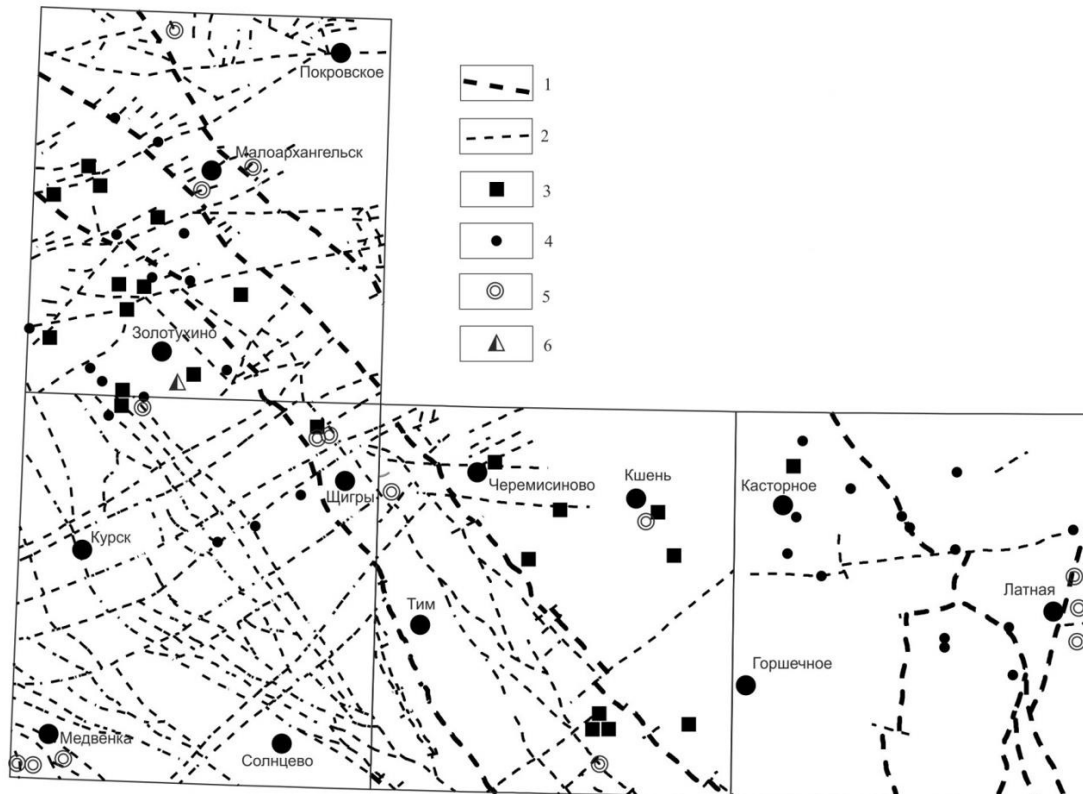 Покровское
1
2
Малоархангельск
3
4
5
Золотухино
6
Черемисиново
Кшень
Щигры
Касторное
Курск
Латная
Тим
Горшечное
Медвенка
Солнцево